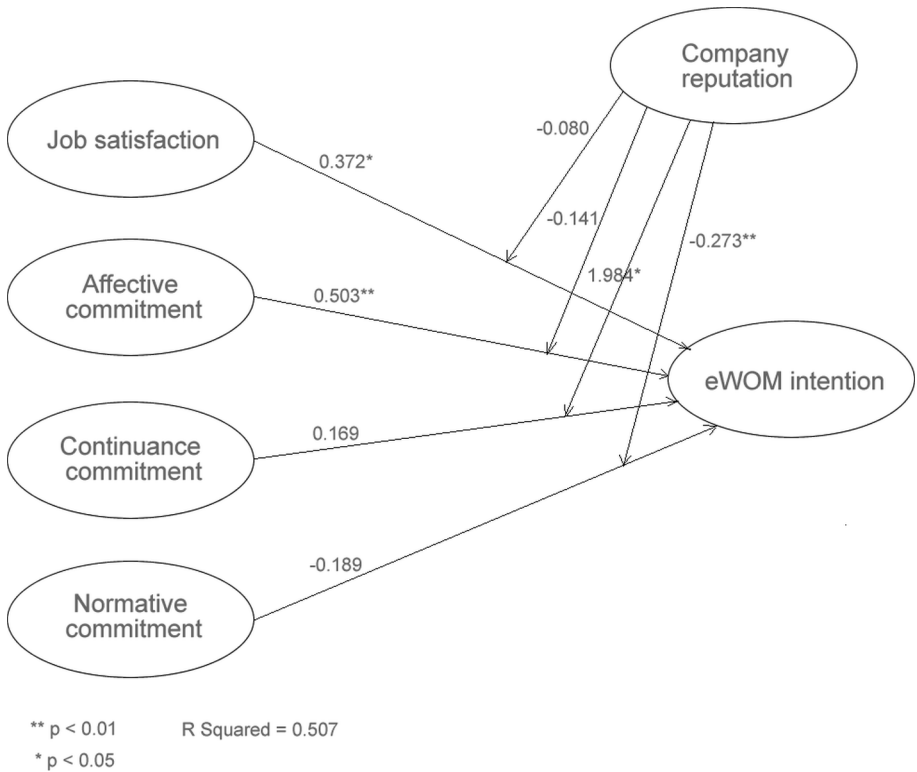 Company
reputation
Job satisfaction
-0.080
0.372*
-0.141
-0.273**
1.984*
Affective
commitment
0.503**
eWOM intention
Continuance
commitment
0.169
-0.189
Normative
commitment
** p < 0.01
R Squared = 0.507
* p < 0.05